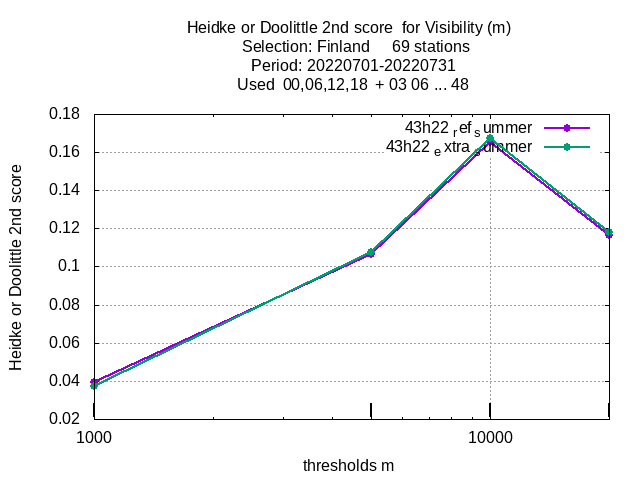 Heidke or Doolittle 2nd score  for Visibility (m)
Selection: Finland     69 stations
Period: 20220701-20220731
Used  00,06,12,18  + 03 06 ... 48
43h22 ref summer
43h22 extra summer
0.18
0.16
0.14
0.12
0.1
0.08
0.06
0.04
0.02
Heidke or Doolittle 2nd score
1000
10000
thresholds m